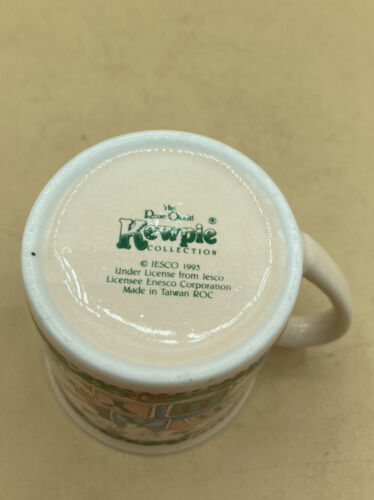 The
Rose O'Neill
Kewpie ®
COLLECTION
© JESCO 1993
Under License from Jesco
Licensee Enesco Corporation
Made in Taiwan ROC